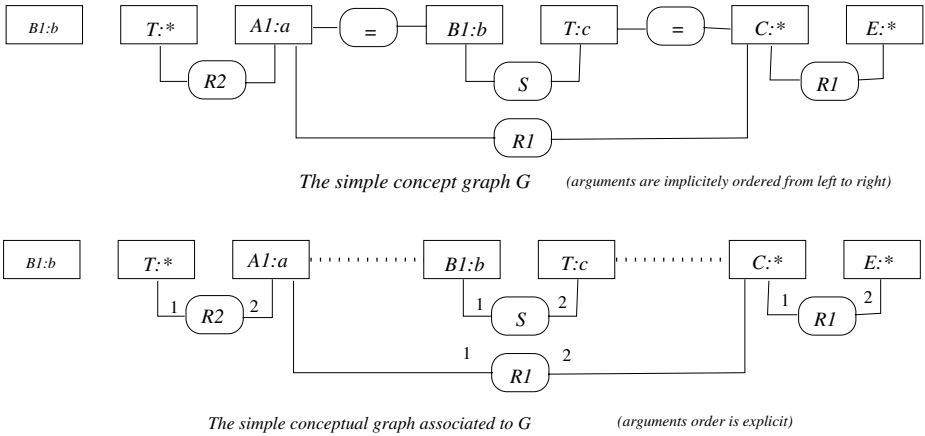 B1:b T:* A1:a = B1:b T:c = C:* E:*
R2 S R1
R1
The simple concept graph G (arguments are implicitely ordered from left to right)
B1:b T:* A1:a B1:b T:c C:* E:*
1 R2 2 1 S 2 1 R1 2
1 R1 2
The simple conceptual graph associated to G (arguments order is explicit)